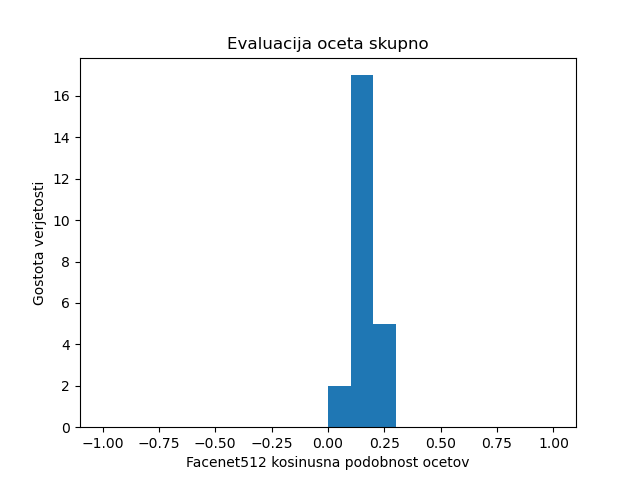 Evaluacija oceta skupno
16
14
12
10
8
6
4
2
0
Gostota verjetosti
−1.00 −0.75 −0.50 −0.25 0.00 0.25 0.50 0.75 1.00
Facenet512 kosinusna podobnost ocetov